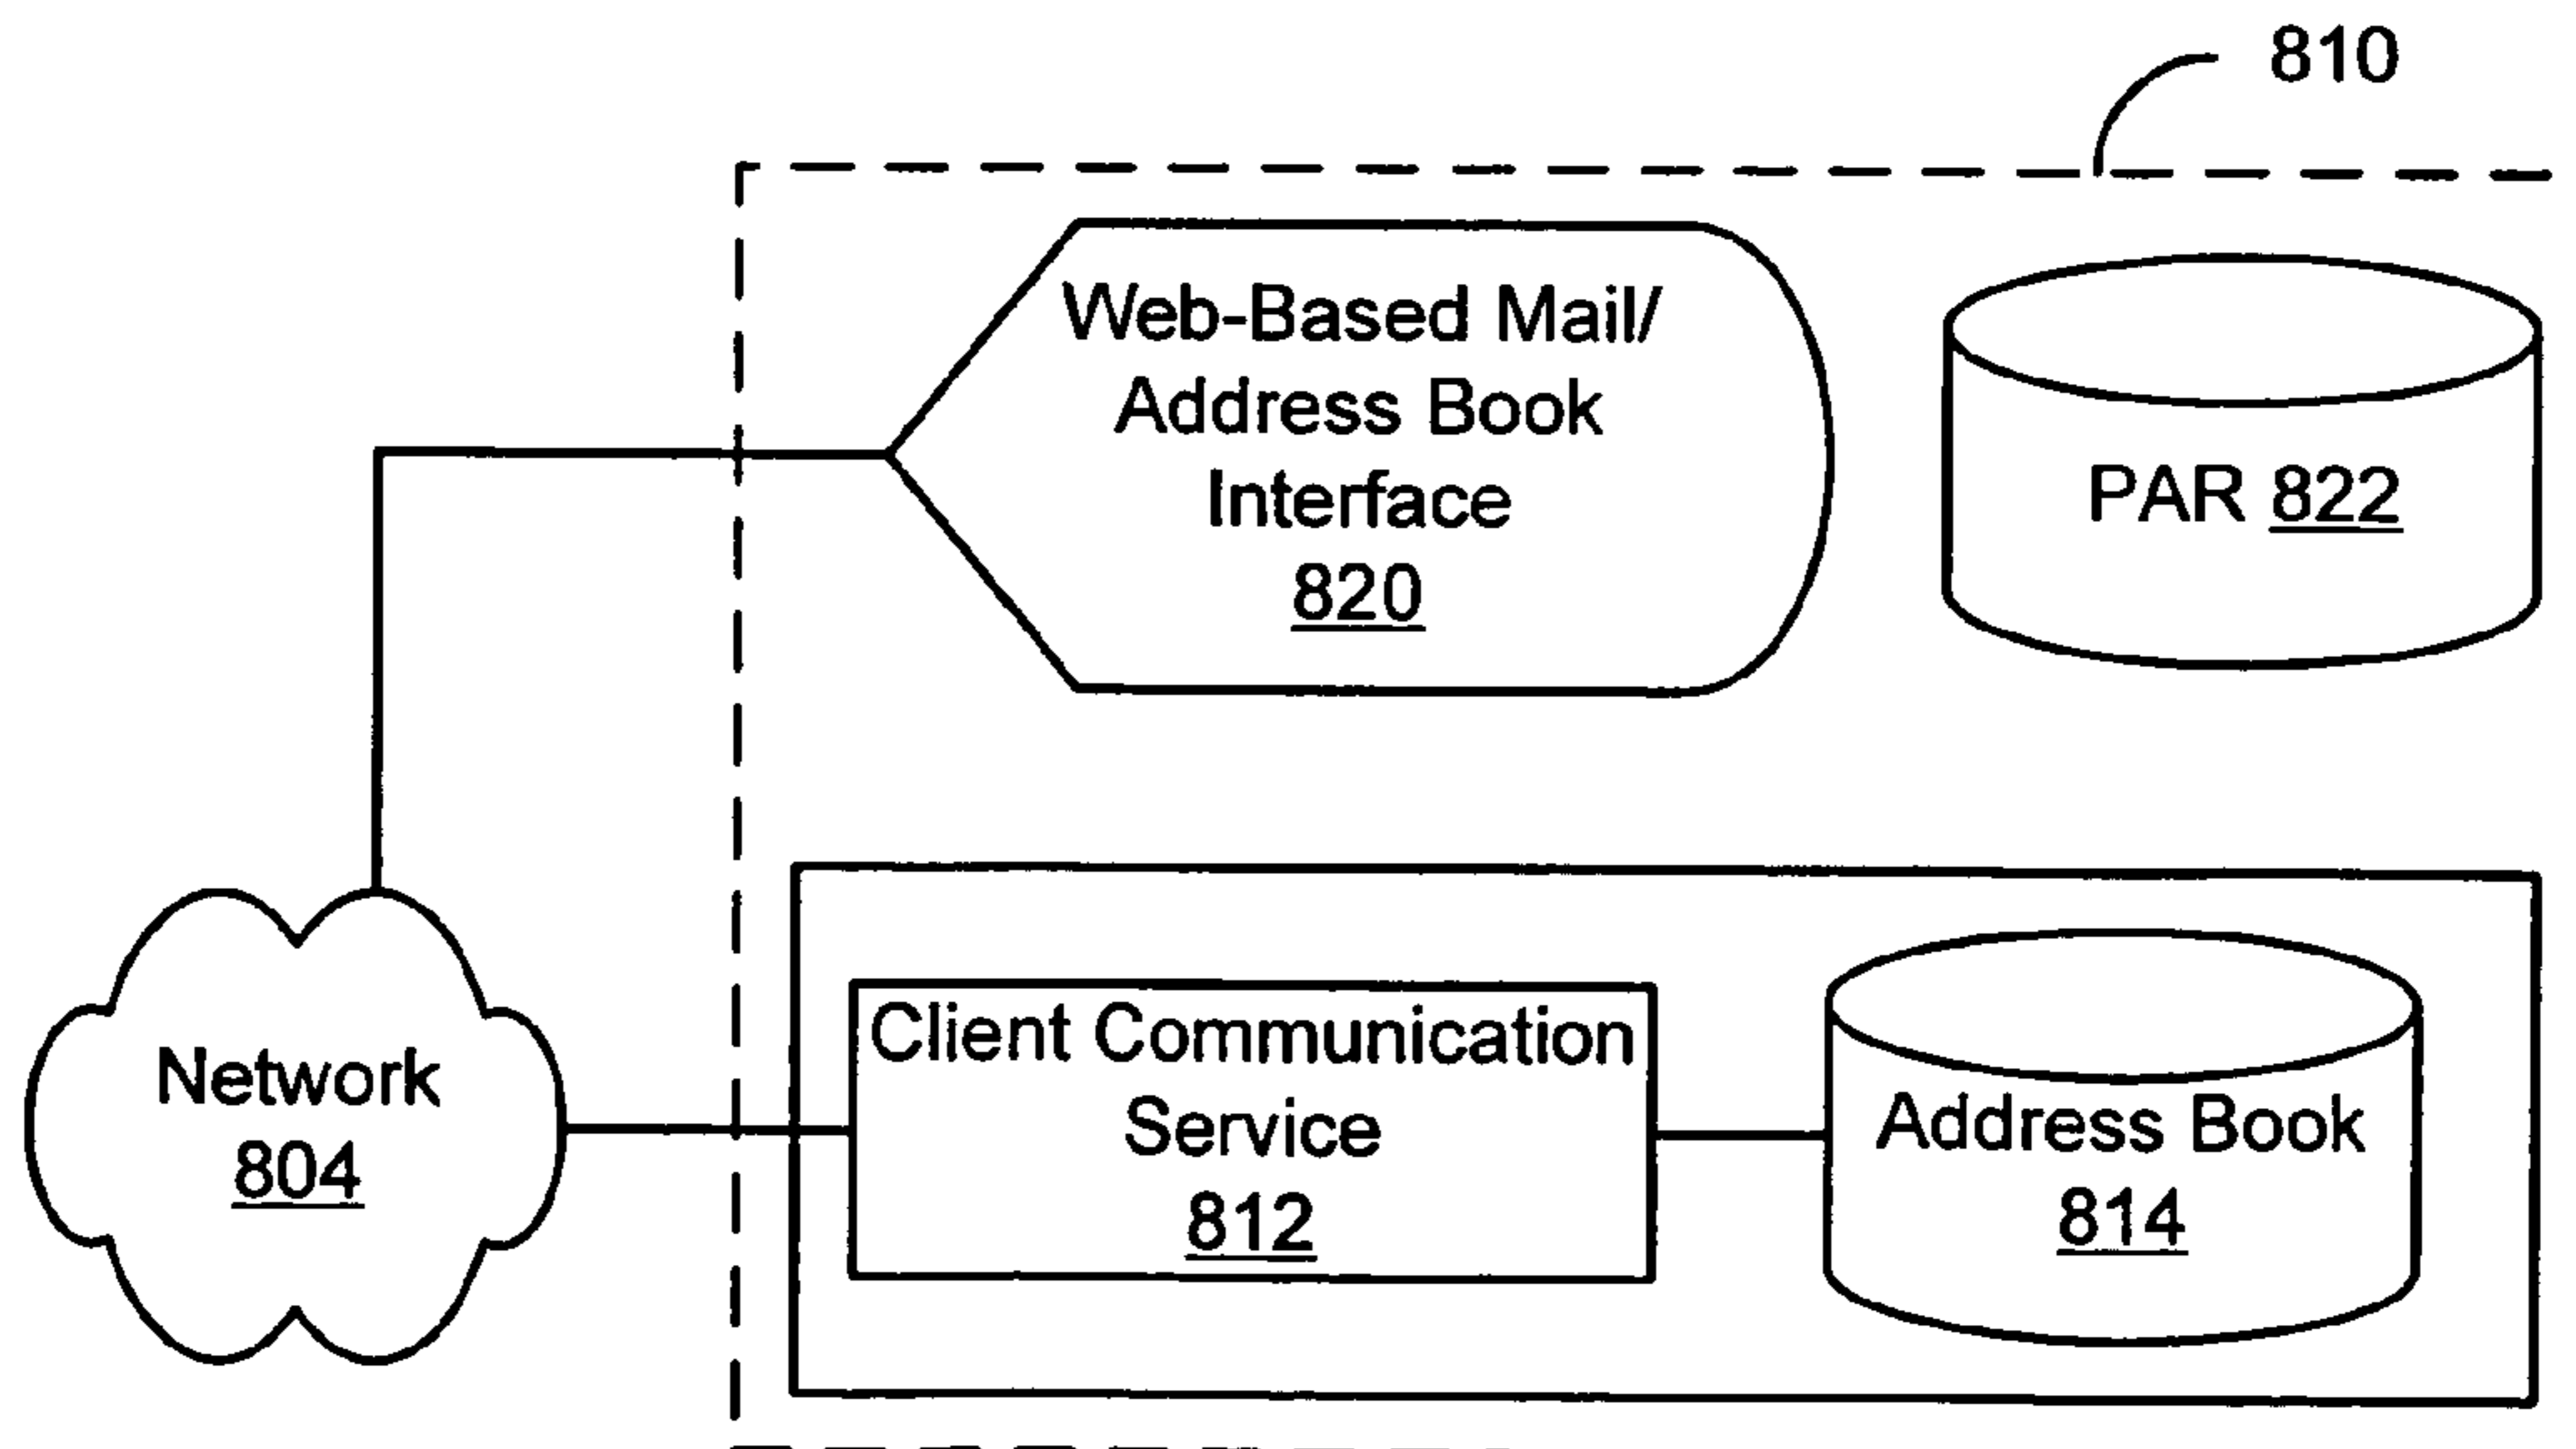 810
Web-Based Mail/
Address Book
Interface
820
PAR 822
Network
804
Client Communication
Service
812
Address Book
814